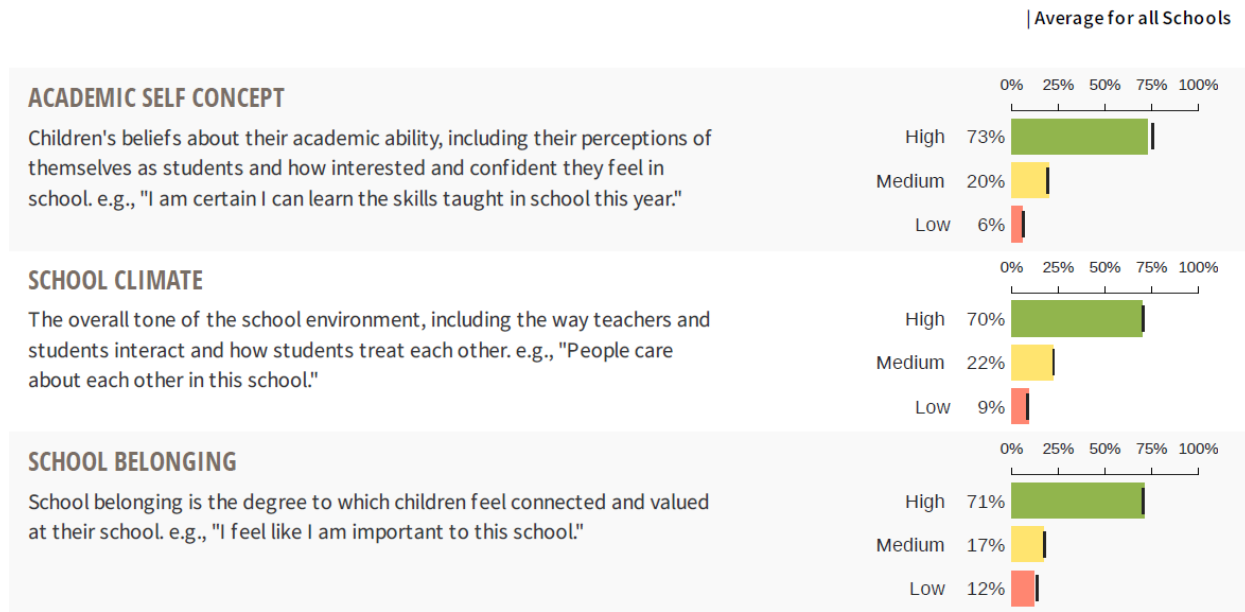 | Average for all Schools
ACADEMIC SELF CONCEPT
Children's beliefs about their academic ability, including their perceptions of
themselves as students and how interested and confident they feel in
school. e.g., "I am certain I can learn the skills taught in school this year."
0% 25% 50% 75% 100%
High 73%
Medium 20%
Low 6%
SCHOOL CLIMATE
The overall tone of the school environment, including the way teachers and
students interact and how students treat each other. e.g., "People care
about each other in this school."
0% 25% 50% 75% 100%
High 70%
Medium 22%
Low 9%
SCHOOL BELONGING
School belonging is the degree to which children feel connected and valued
at their school. e.g., "I feel like I am important to this school."
0% 25% 50% 75% 100%
High 71%
Medium 17%
Low 12%